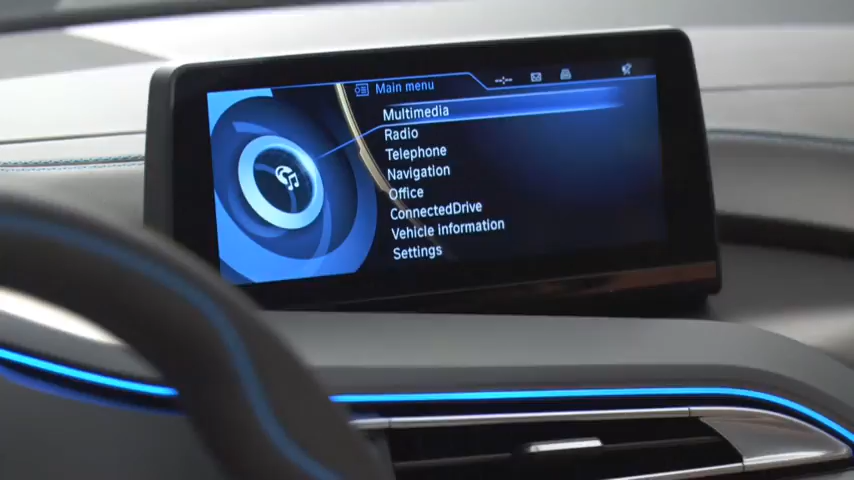 Main menu
Multimedia
Radio
Telephone
Navigation
Office
ConnectedDrive
Vehicle information
Settings